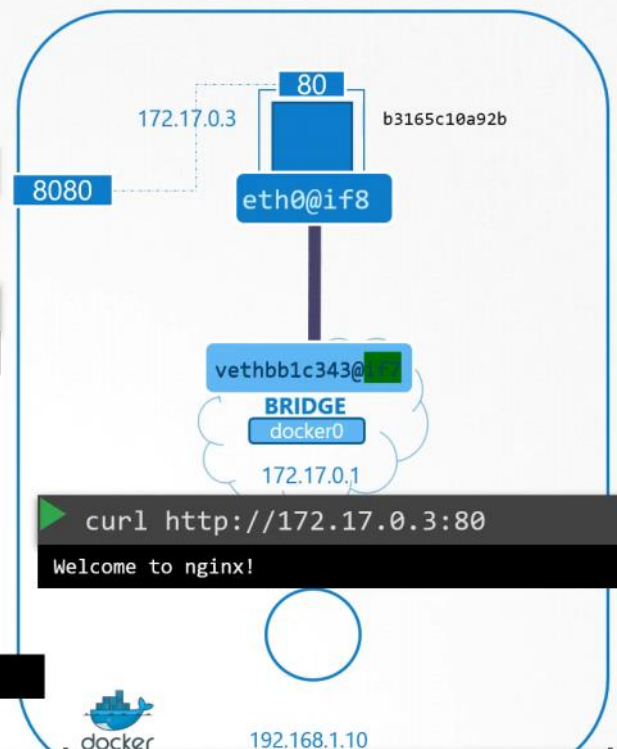 80
172.17.0.3
b3165c10a92b
8080
eth0@if8
vethbb1c343@if7
BRIDGE
docker0
172.17.0.1
curl http://172.17.0.3:80
Welcome to nginx!
docker
192.168.1.10